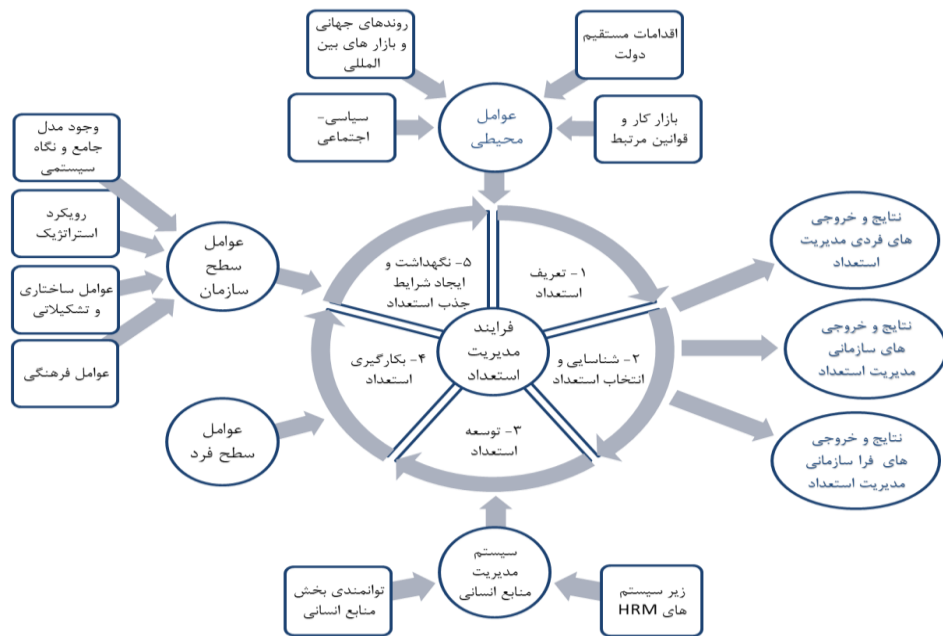 اقدامات مستقیم
دولت
روندهای جهانی
و بازار های بین
المللی
عوامل
محیطی
بازار کار و
قوانین مرتبط
سیاسی-
اجتماعی
وجود مدل
جامع و نگاه
سیستمی
رویکرد
استراتژیک
عوامل ساختاری
و تشکیلاتی
عوامل فرهنگی
عوامل
سطح
سازمان
عوامل
سطح فرد
۱- تعریف
استعداد
۲- شناسایی و
انتخاب استعداد
۳- توسعه
استعداد
۴- بکارگیری
استعداد
۵- نگهداشت و
ایجاد شرایط
جذب استعداد
فرایند
مدیریت
استعداد
نتایج و خروجی
های فردی مدیریت
استعداد
نتایج و خروجی
های سازمانی
مدیریت استعداد
نتایج و خروجی
های فرا سازمانی
مدیریت استعداد
سیستم
مدیریت
منابع انسانی
زیر سیستم
های HRM
توانمندی بخش
منابع انسانی